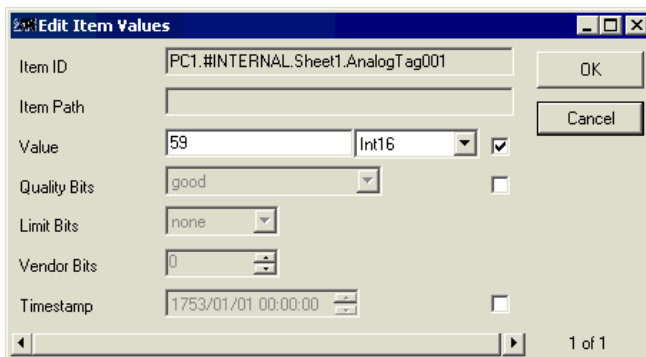 Edit Item Values
Item ID PC1.#INTERNAL.Sheet1.AnalogTag001 OK
Item Path Cancel
Value 59 Int16
Quality Bits good
Limit Bits none
Vendor Bits 0
Timestamp 1753/01/01 00:00:00
1 of 1